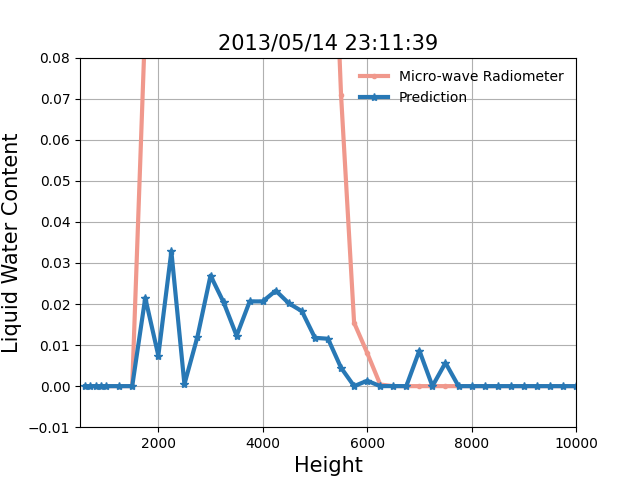 2013/05/14 23:11:39
Micro-wave Radiometer
Prediction
Liquid Water Content
0.08
0.07
0.06
0.05
0.04
0.03
0.02
0.01
0.00
−0.01
2000 4000 6000 8000 10000
Height